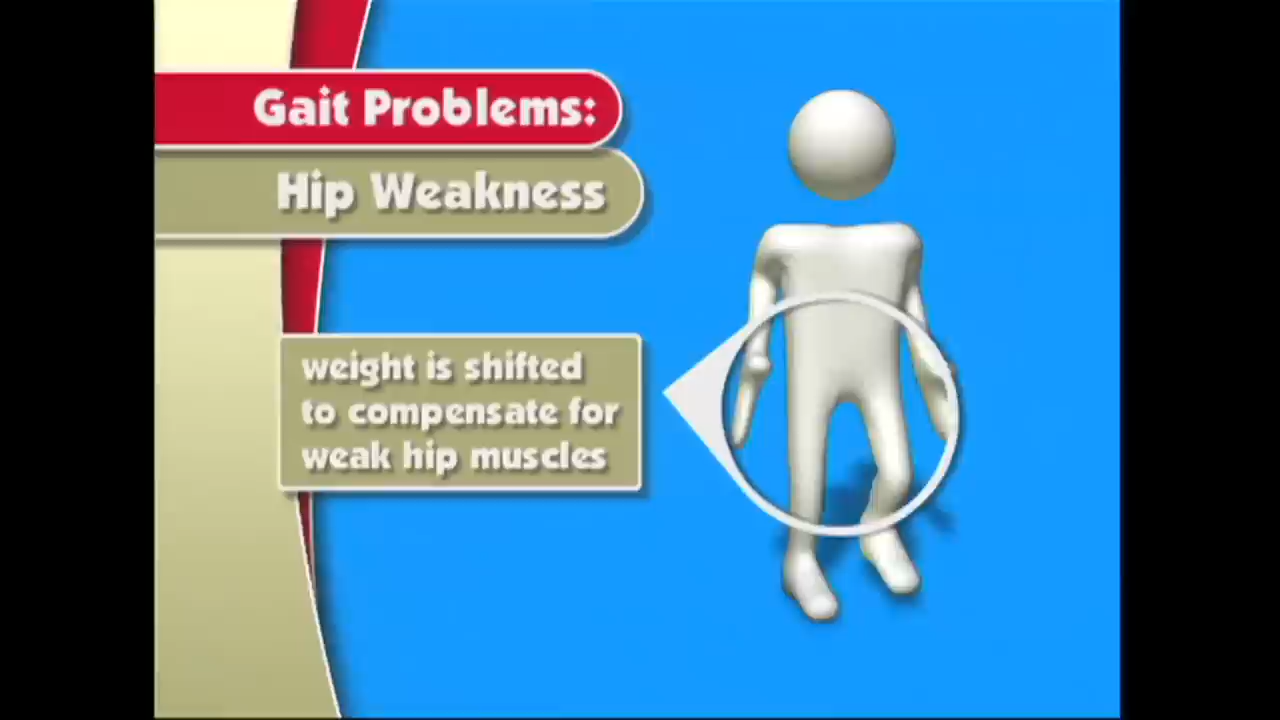 Gait Problems:
Hip Weakness
weight is shifted
to compensate for
weak hip muscles